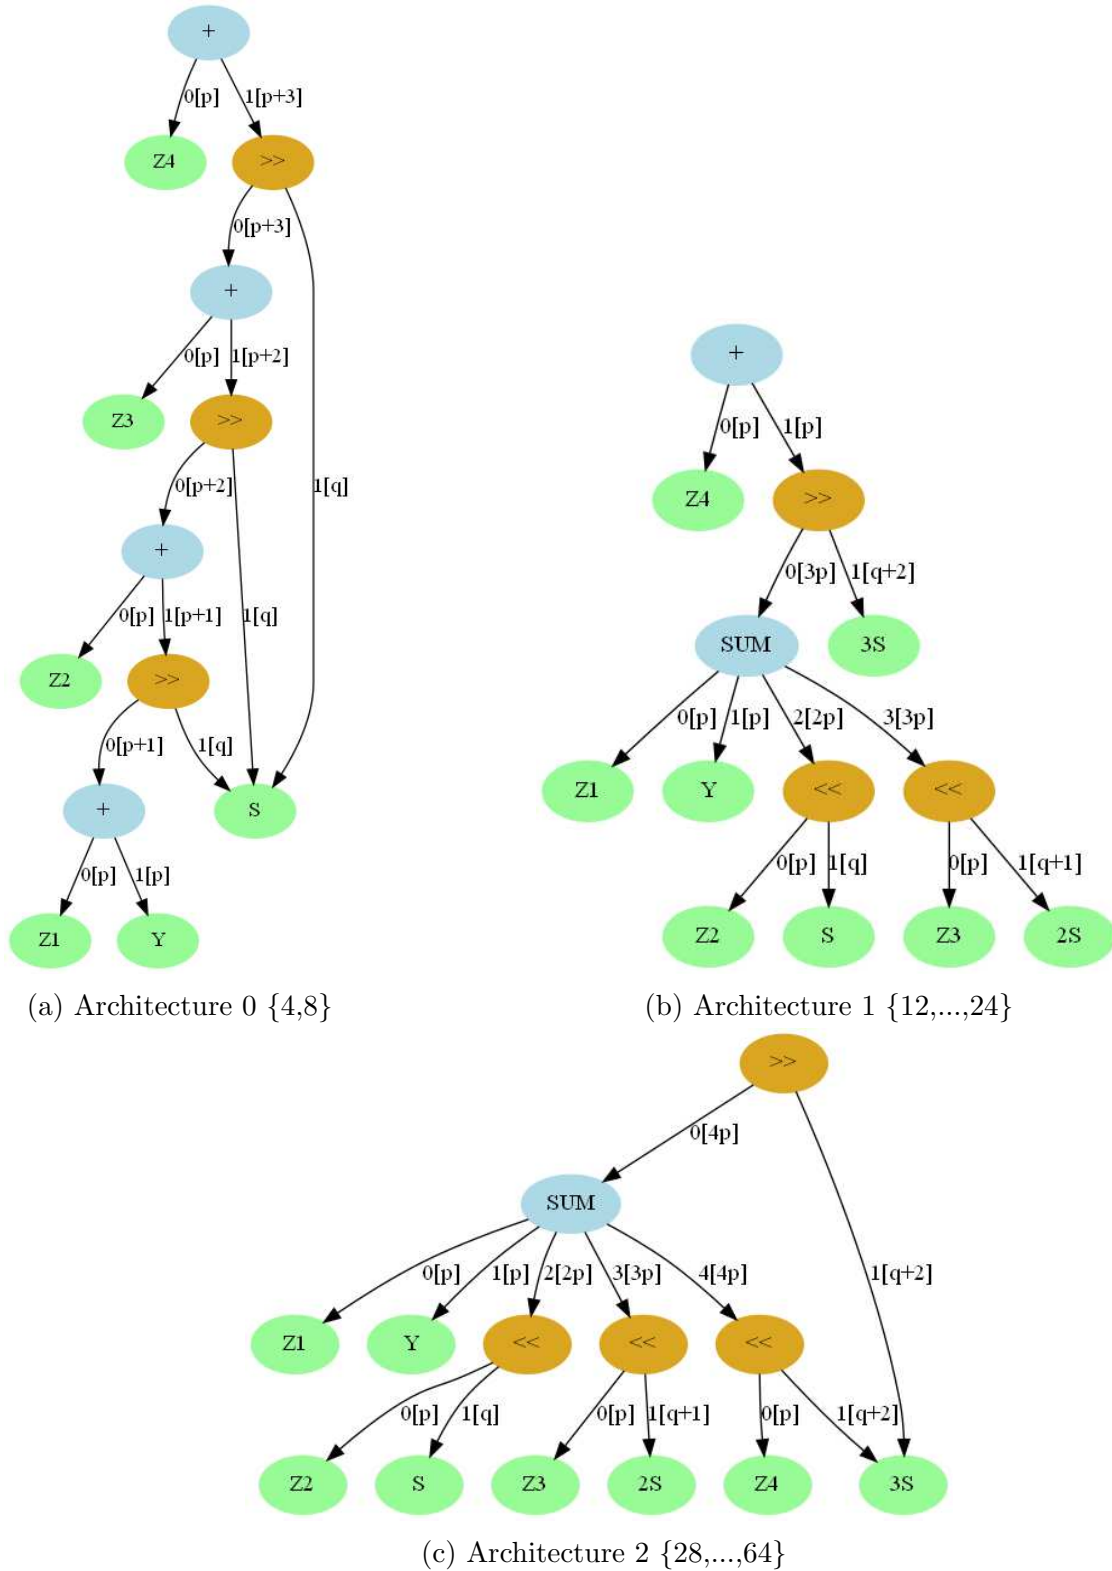 +
0[p] 1[p+3]
Z4 >>
0[p+3]
+
0[p] 1[p+2]
Z3 >>
0[p+2] 1[q]
+
0[p] 1[p+1] 1[q]
Z2 >>
0[p+1] 1[q]
+ S
0[p] 1[p]
Z1 Y
(a) Architecture 0 {4,8}
+
0[p] 1[p]
Z4 >>
0[3p] 1[q+2]
SUM 3S
0[p] 1[p] 2[2p] 3[3p]
Z1 Y << <<
0[p] 1[q] 0[p] 1[q+1]
Z2 S Z3 2S
(b) Architecture 1 {12,...,24}
>>
0[4p]
SUM
0[p] 1[p] 2[2p] 3[3p] 4[4p] 1[q+2]
Z1 Y << << <<
0[p] 1[q] 0[p] 1[q+1] 0[p] 1[q+2]
Z2 S Z3 2S Z4 3S
(c) Architecture 2 {28,...,64}